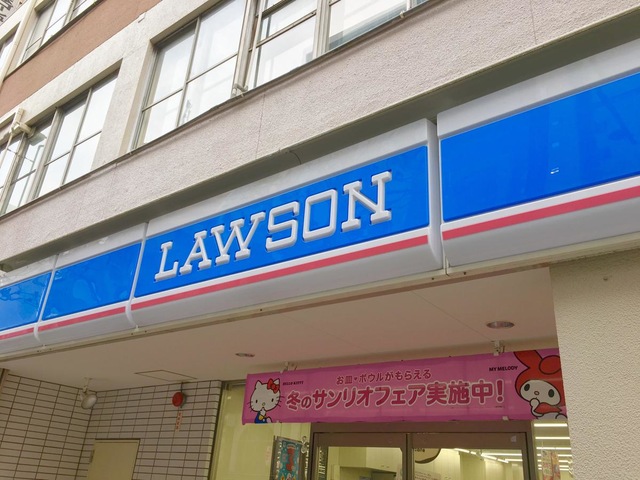 LAWSON
HELLO KITTY
お皿・ボウルがもらえる
MY MELODY
冬のサンリオフェア実施中!